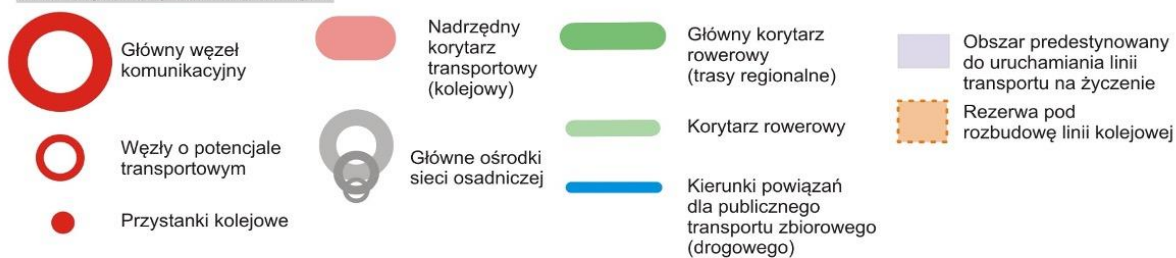 Główny węzeł
komunikacyjny
Węzły o potencjale
transportowym
Przystanki kolejowe
Nadrzędny
korytarz
transportowy
(kolejowy)
Główne ośrodki
sieci osadniczej
Główny korytarz
rowerowy
(trasy regionalne)
Korytarz rowerowy
Kierunki powiązań
dla publicznego
transportu zbiorowego
(drogowego)
Obszar predestynowany
do uruchamiania linii
transportu na życzenie
Rezerwa pod
rozbudowę linii kolejowej